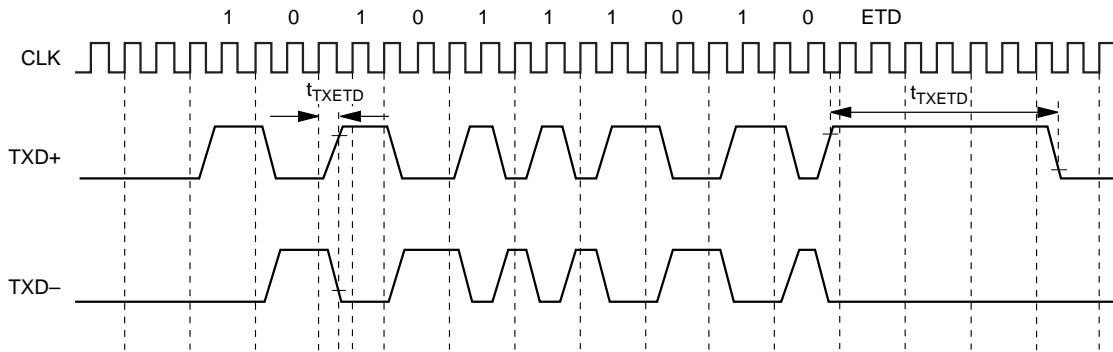 1 0 1 0 1 1 1 0 1 0 ETD
CLK
tTXETD tTXETD
TXD+
TXD–